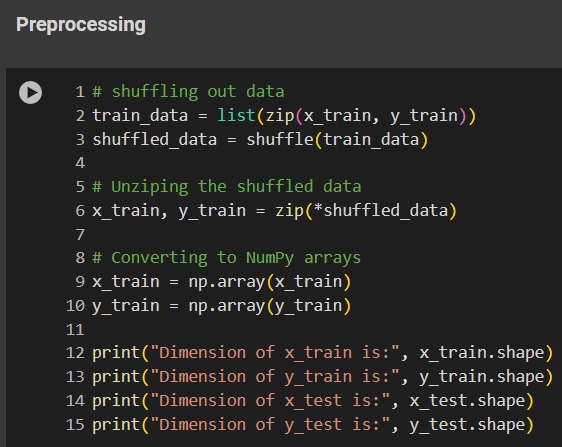 Preprocessing
1 # shuffling out data
2 train_data = list(zip(x_train, y_train))
3 shuffled_data = shuffle(train_data)
4
5 # Unziping the shuffled data
6 x_train, y_train = zip(*shuffled_data)
7
8 # Converting to NumPy arrays
9 x_train = np.array(x_train)
10 y_train = np.array(y_train)
11
12 print("Dimension of x_train is:", x_train.shape)
13 print("Dimension of y_train is:", y_train.shape)
14 print("Dimension of x_test is:", x_test.shape)
15 print("Dimension of y_test is:", y_test.shape)